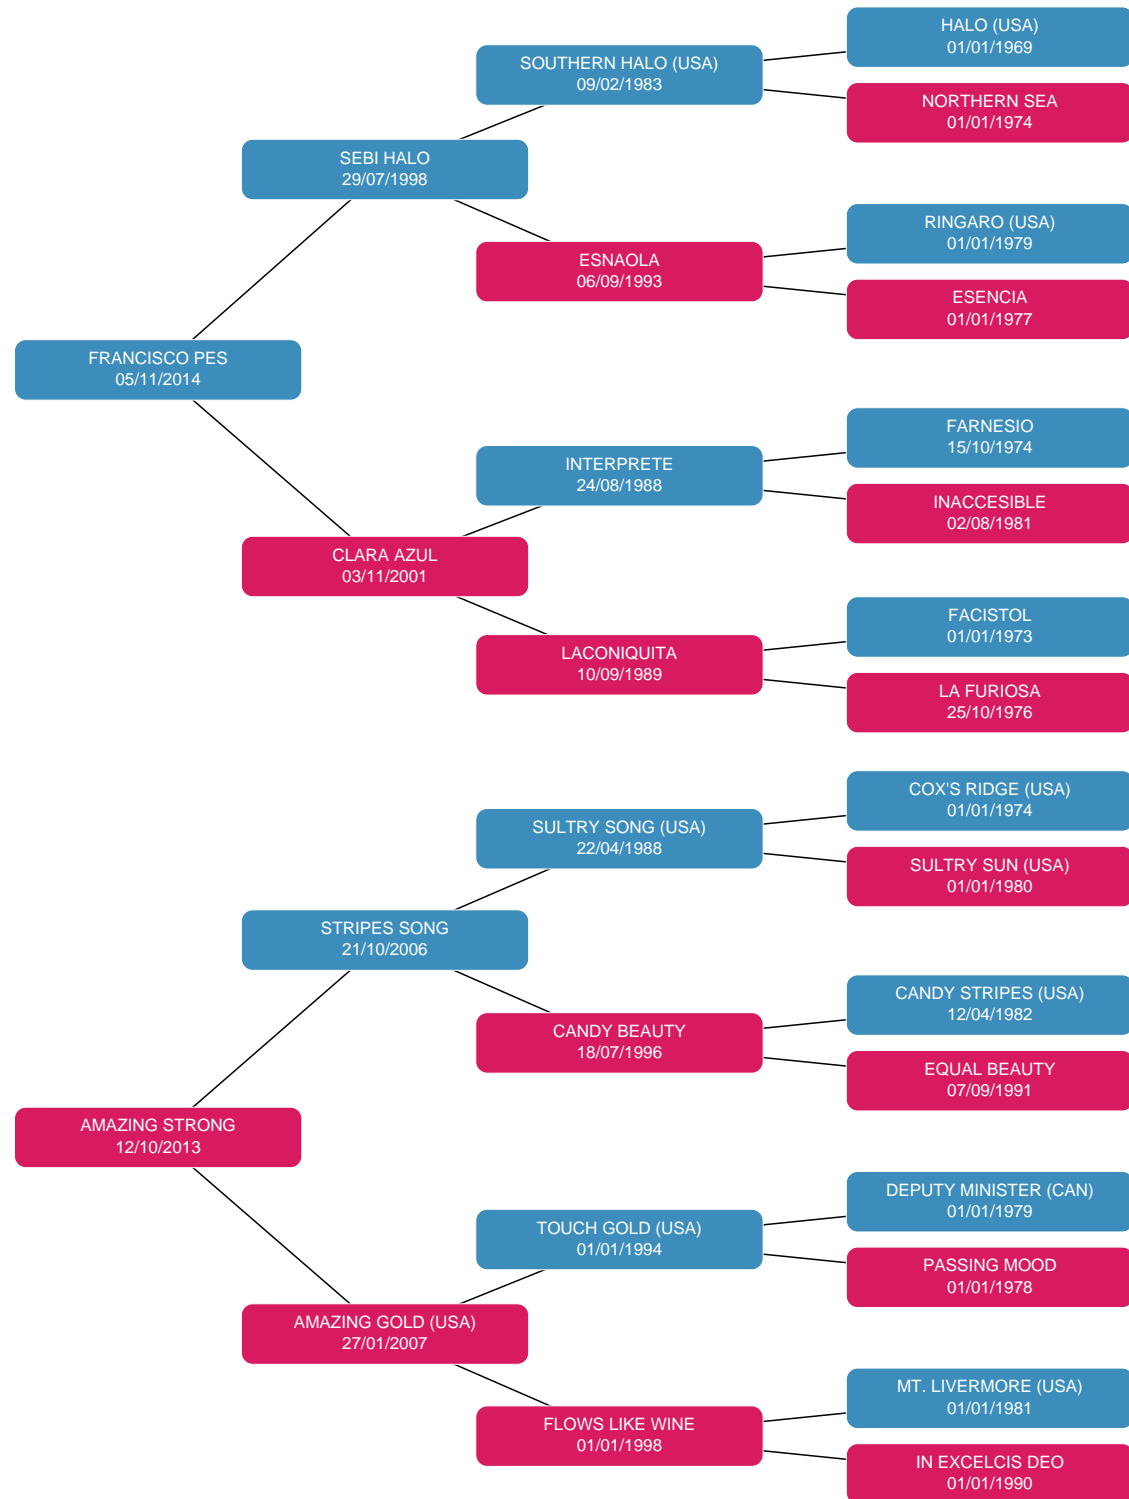 HALO (USA)
01/01/1969
SOUTHERN HALO (USA)
09/02/1983
NORTHERN SEA
01/01/1974
SEBI HALO
29/07/1998
RINGARO (USA)
01/01/1979
ESNAOLA
06/09/1993
ESENCIA
01/01/1977
FRANCISCO PES
05/11/2014
FARNESIO
15/10/1974
INTERPRETE
24/08/1988
INACCESIBLE
02/08/1981
CLARA AZUL
03/11/2001
FACISTOL
01/01/1973
LACONIQUITA
10/09/1989
LA FURIOSA
25/10/1976
COX'S RIDGE (USA)
01/01/1974
SULTRY SONG (USA)
22/04/1988
SULTRY SUN (USA)
01/01/1980
STRIPES SONG
21/10/2006
CANDY STRIPES (USA)
12/04/1982
CANDY BEAUTY
18/07/1996
EQUAL BEAUTY
07/09/1991
AMAZING STRONG
12/10/2013
DEPUTY MINISTER (CAN)
01/01/1979
TOUCH GOLD (USA)
01/01/1994
PASSING MOOD
01/01/1978
AMAZING GOLD (USA)
27/01/2007
MT. LIVERMORE (USA)
01/01/1981
FLOWS LIKE WINE
01/01/1998
IN EXCELCIS DEO
01/01/1990